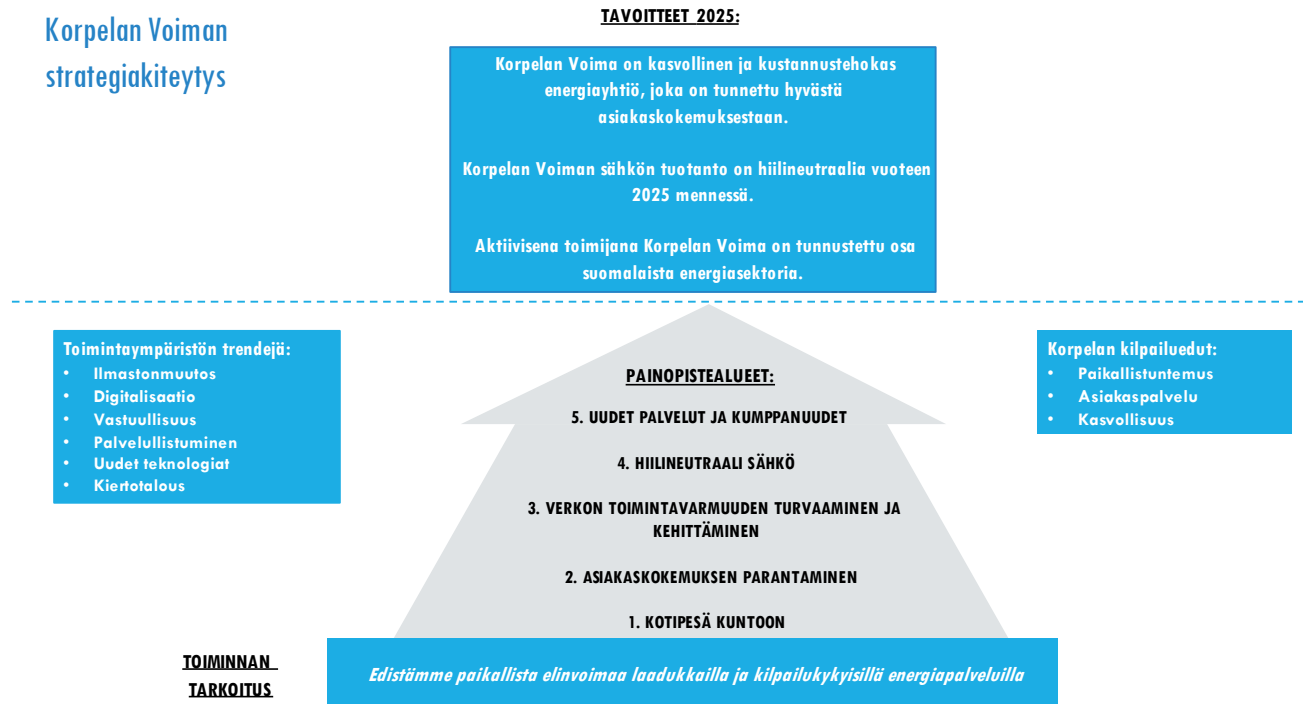 Korpelan Voiman
strategiakiteytys
TAVOITTEET 2025:
Korpelan Voima on kasvollinen ja kustannustehokas
energiayhtiö, joka on tunnettu hyvästä
asiakaskokemuksestaan.
Korpelan Voiman sähkön tuotanto on hiilineutraalia vuoteen
2025 mennessä.
Aktiivisena toimijana Korpelan Voima on tunnustettu osa
suomalaista energiasektoria.
Toimintaympäristön trendejä:
• Ilmastonmuutos
• Digitalisaatio
• Vastuullisuus
• Palvelullistuminen
• Uudet teknologiat
• Kiertotalous
PAINOPISTEALUEET:
5. UUDET PALVELUT JA KUMPPANUUDET
4. HIILINEUTRAALI SÄHKÖ
3. VERKON TOIMINTAVARMUUDEN TURVAAMINEN JA
KEHITTÄMINEN
2. ASIAKASKOKEMUKSEN PARANTAMINEN
1. KOTIPESÄ KUNTOON
Korpelan kilpailuedut:
• Paikallistuntemus
• Asiakaspalvelu
• Kasvollisuus
TOIMINNAN
TARKOITUS
Edistämme paikallista elinvoimaa laadukkailla ja kilpailukykyisillä energiapalveluilla